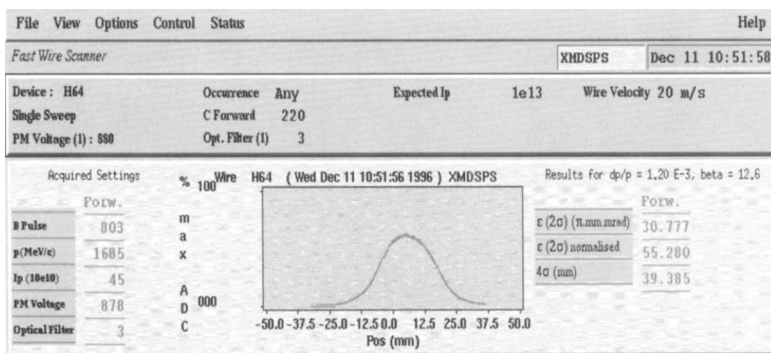 File View Options Control Status Help
Fast Wire Scanner XMDSPS Dec 11 10:51:58
Device : H64 Occurrence Any Expected Ip 1e13 Wire Velocity 20 m/s
Single Sweep C Forward 220
PM Voltage (1) : 880 Opt. Filter (1) 3
Acquired Settings
Forw.
B Pulse 803
p(MeV/c) 1685
Ip (10e10) 45
PM Voltage 878
Optical Filter 3
Wire H64 ( Wed Dec 11 10:51:56 1996 ) XMDSPS
% max ADC
100
000
-50.0 -37.5 -25.0 -12.5 0.0 12.5 25.0 37.5 50.0
Pos (mm)
Results for dp/p = 1.20 E-3, beta = 12.6
Forw.
ε (2σ) (π.mm.mrad) 30.777
ε (2σ) normalised 55.280
4σ (mm) 39.385